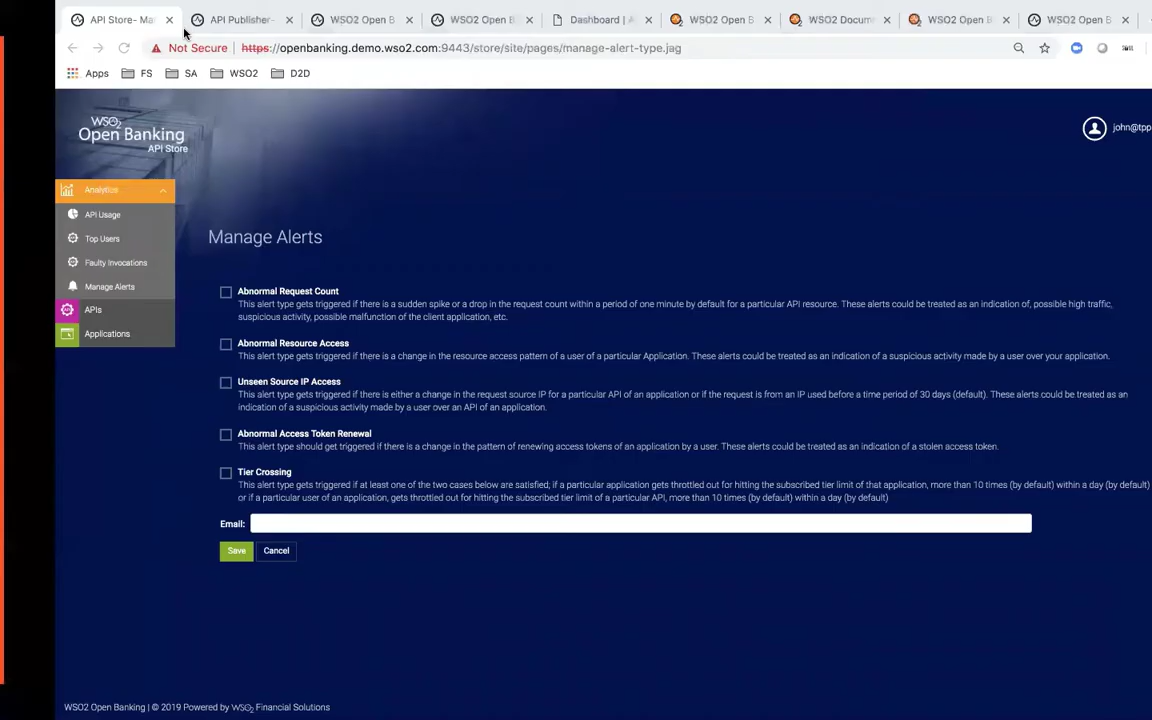 API Store- Ma
API Publisher-
WSO2 Open B
WSO2 Open B
Dashboard | A
WSO2 Open B
WSO2 Docum
WSO2 Open B
WSO2 Open B
Not Secure
https://openbanking.demo.wso2.com:9443/store/site/pages/manage-alert-type.jag
Apps
FS
SA
WSO2
D2D
WSO2
Open Banking
API Store
john@tpp
Analytics
API Usage
Top Users
Faulty Invocations
Manage Alerts
APIs
Applications
Manage Alerts
Abnormal Request Count
This alert type gets triggered if there is a sudden spike or a drop in the request count within a period of one minute by default for a particular API resource. These alerts could be treated as an indication of, possible high traffic,
suspicious activity, possible malfunction of the client application, etc.
Abnormal Resource Access
This alert type gets triggered if there is a change in the resource access pattern of a user of a particular Application. These alerts could be treated as an indication of a suspicious activity made by a user over your application.
Unseen Source IP Access
This alert type gets triggered if there is either a change in the request source IP for a particular API of an application or if the request is from an IP used before a time period of 30 days (default). These alerts could be treated as an
indication of a suspicious activity made by a user over an API of an application.
Abnormal Access Token Renewal
This alert type should get triggered if there is a change in the pattern of renewing access tokens of an application by a user. These alerts could be treated as an indication of a stolen access token.
Tier Crossing
This alert type gets triggered if at least one of the two cases below are satisfied; if a particular application gets throttled out for hitting the subscribed tier limit of that application, more than 10 times (by default) within a day (by default)
or if a particular user of an application, gets throttled out for hitting the subscribed tier limit of a particular API, more than 10 times (by default) within a day (by default)
Email:
Save
Cancel
WSO2 Open Banking | © 2019 Powered by WSO2 Financial Solutions